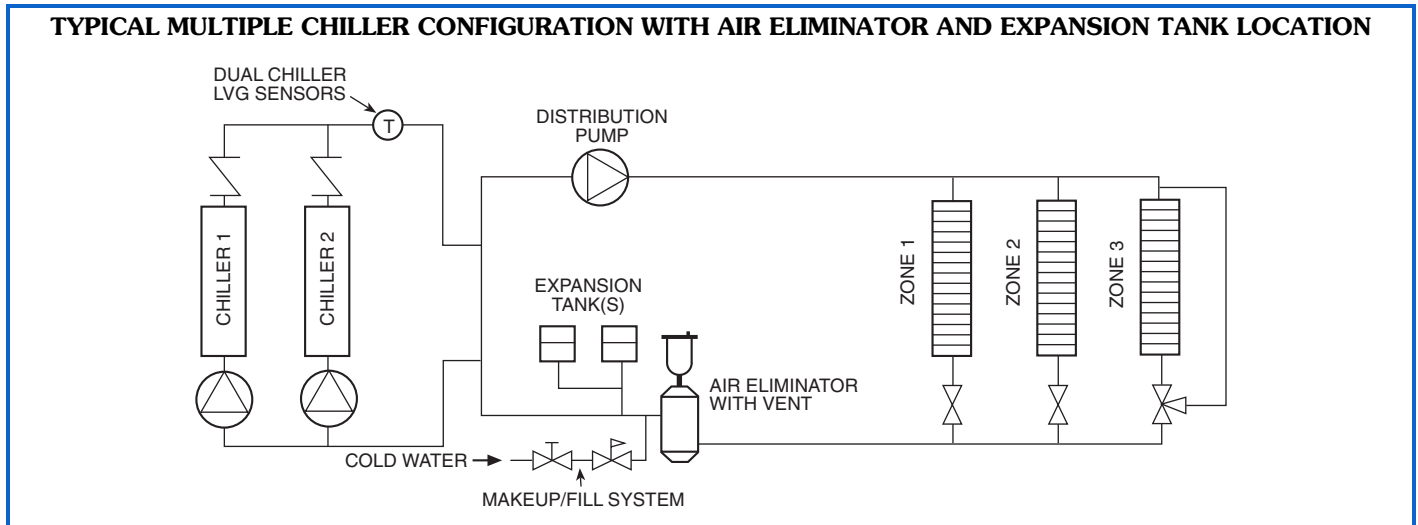 TYPICAL MULTIPLE CHILLER CONFIGURATION WITH AIR ELIMINATOR AND EXPANSION TANK LOCATION
DUAL CHILLER
LVG SENSORS
T
DISTRIBUTION
PUMP
CHILLER 1
CHILLER 2
ZONE 1
ZONE 2
ZONE 3
EXPANSION
TANK(S)
AIR ELIMINATOR
WITH VENT
COLD WATER
MAKEUP/FILL SYSTEM